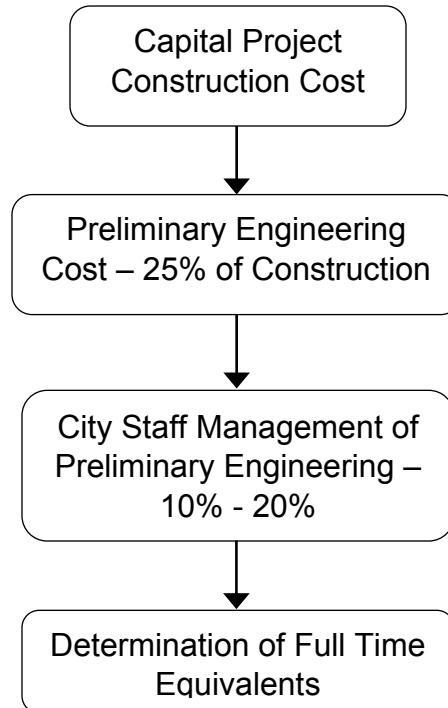 Capital Project
Construction Cost
Preliminary Engineering
Cost – 25% of Construction
City Staff Management of
Preliminary Engineering –
10% - 20%
Determination of Full Time
Equivalents